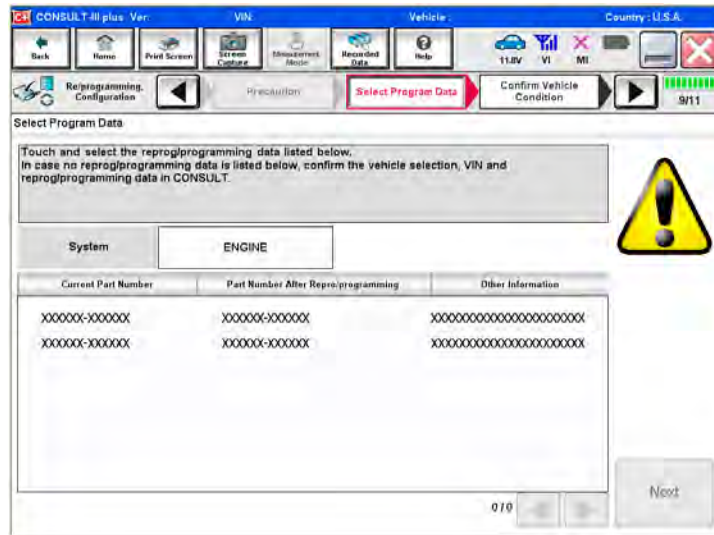 C+ CONSULT-III plus Ver. VIN: Vehicle : Country : U.S.A.
Back Home Print Screen Screen Capture Measurement Mode Recorded Data Help 11.8V VI MI
Re/programming, Configuration Precaution Select Program Data Confirm Vehicle Condition 9/11
Select Program Data
Touch and select the reprog/programming data listed below.
In case no reprog/programming data is listed below, confirm the vehicle selection, VIN and
reprog/programming data in CONSULT.
System ENGINE
Current Part Number Part Number After Repro/programming Other Information
XXXXXX-XXXXXX XXXXXX-XXXXXX XXXXXXXXXXXXXXXXXXXXXXXX
XXXXXX-XXXXXX XXXXXX-XXXXXX XXXXXXXXXXXXXXXXXXXXXXXX
0/0
Next